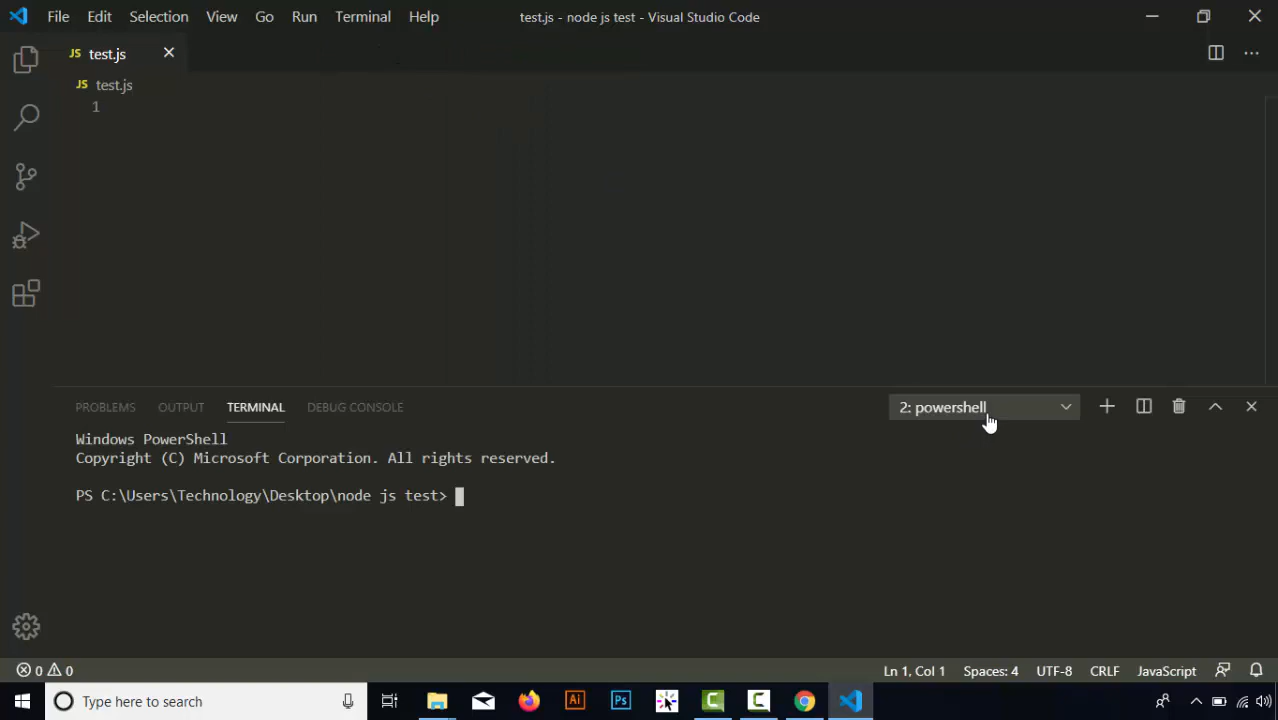 File Edit Selection View Go Run Terminal Help test.js - node js test - Visual Studio Code
JS test.js
JS test.js
1
PROBLEMS OUTPUT TERMINAL DEBUG CONSOLE 2: powershell
Windows PowerShell
Copyright (C) Microsoft Corporation. All rights reserved.
PS C:\Users\Technology\Desktop\node js test>
0 0 Ln 1, Col 1 Spaces: 4 UTF-8 CRLF JavaScript
Type here to search Ai Ps C C